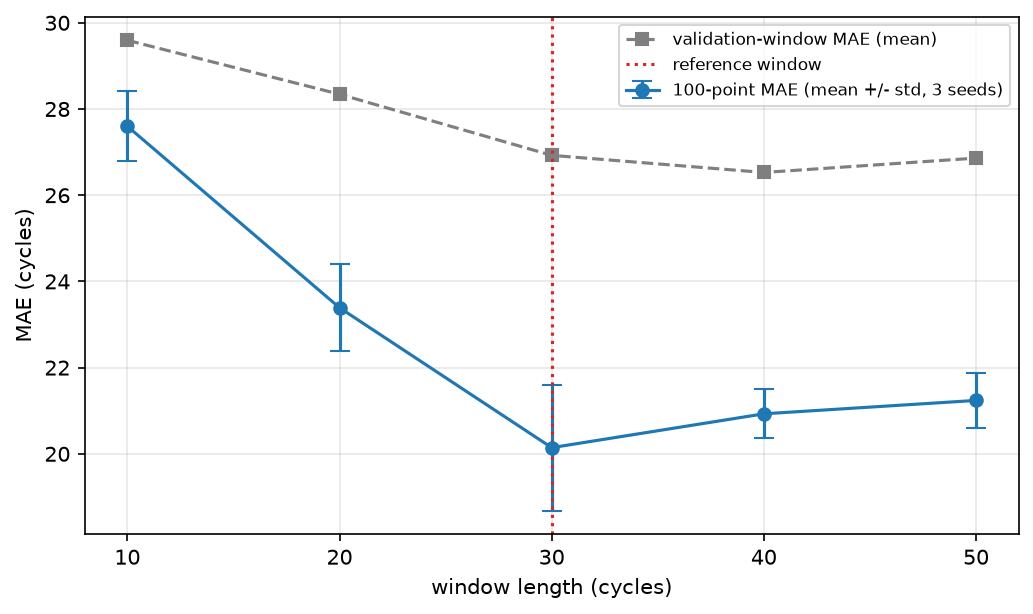 validation-window MAE (mean)
reference window
100-point MAE (mean +/- std, 3 seeds)
MAE (cycles)
30
28
26
24
22
20
10 20 30 40 50
window length (cycles)